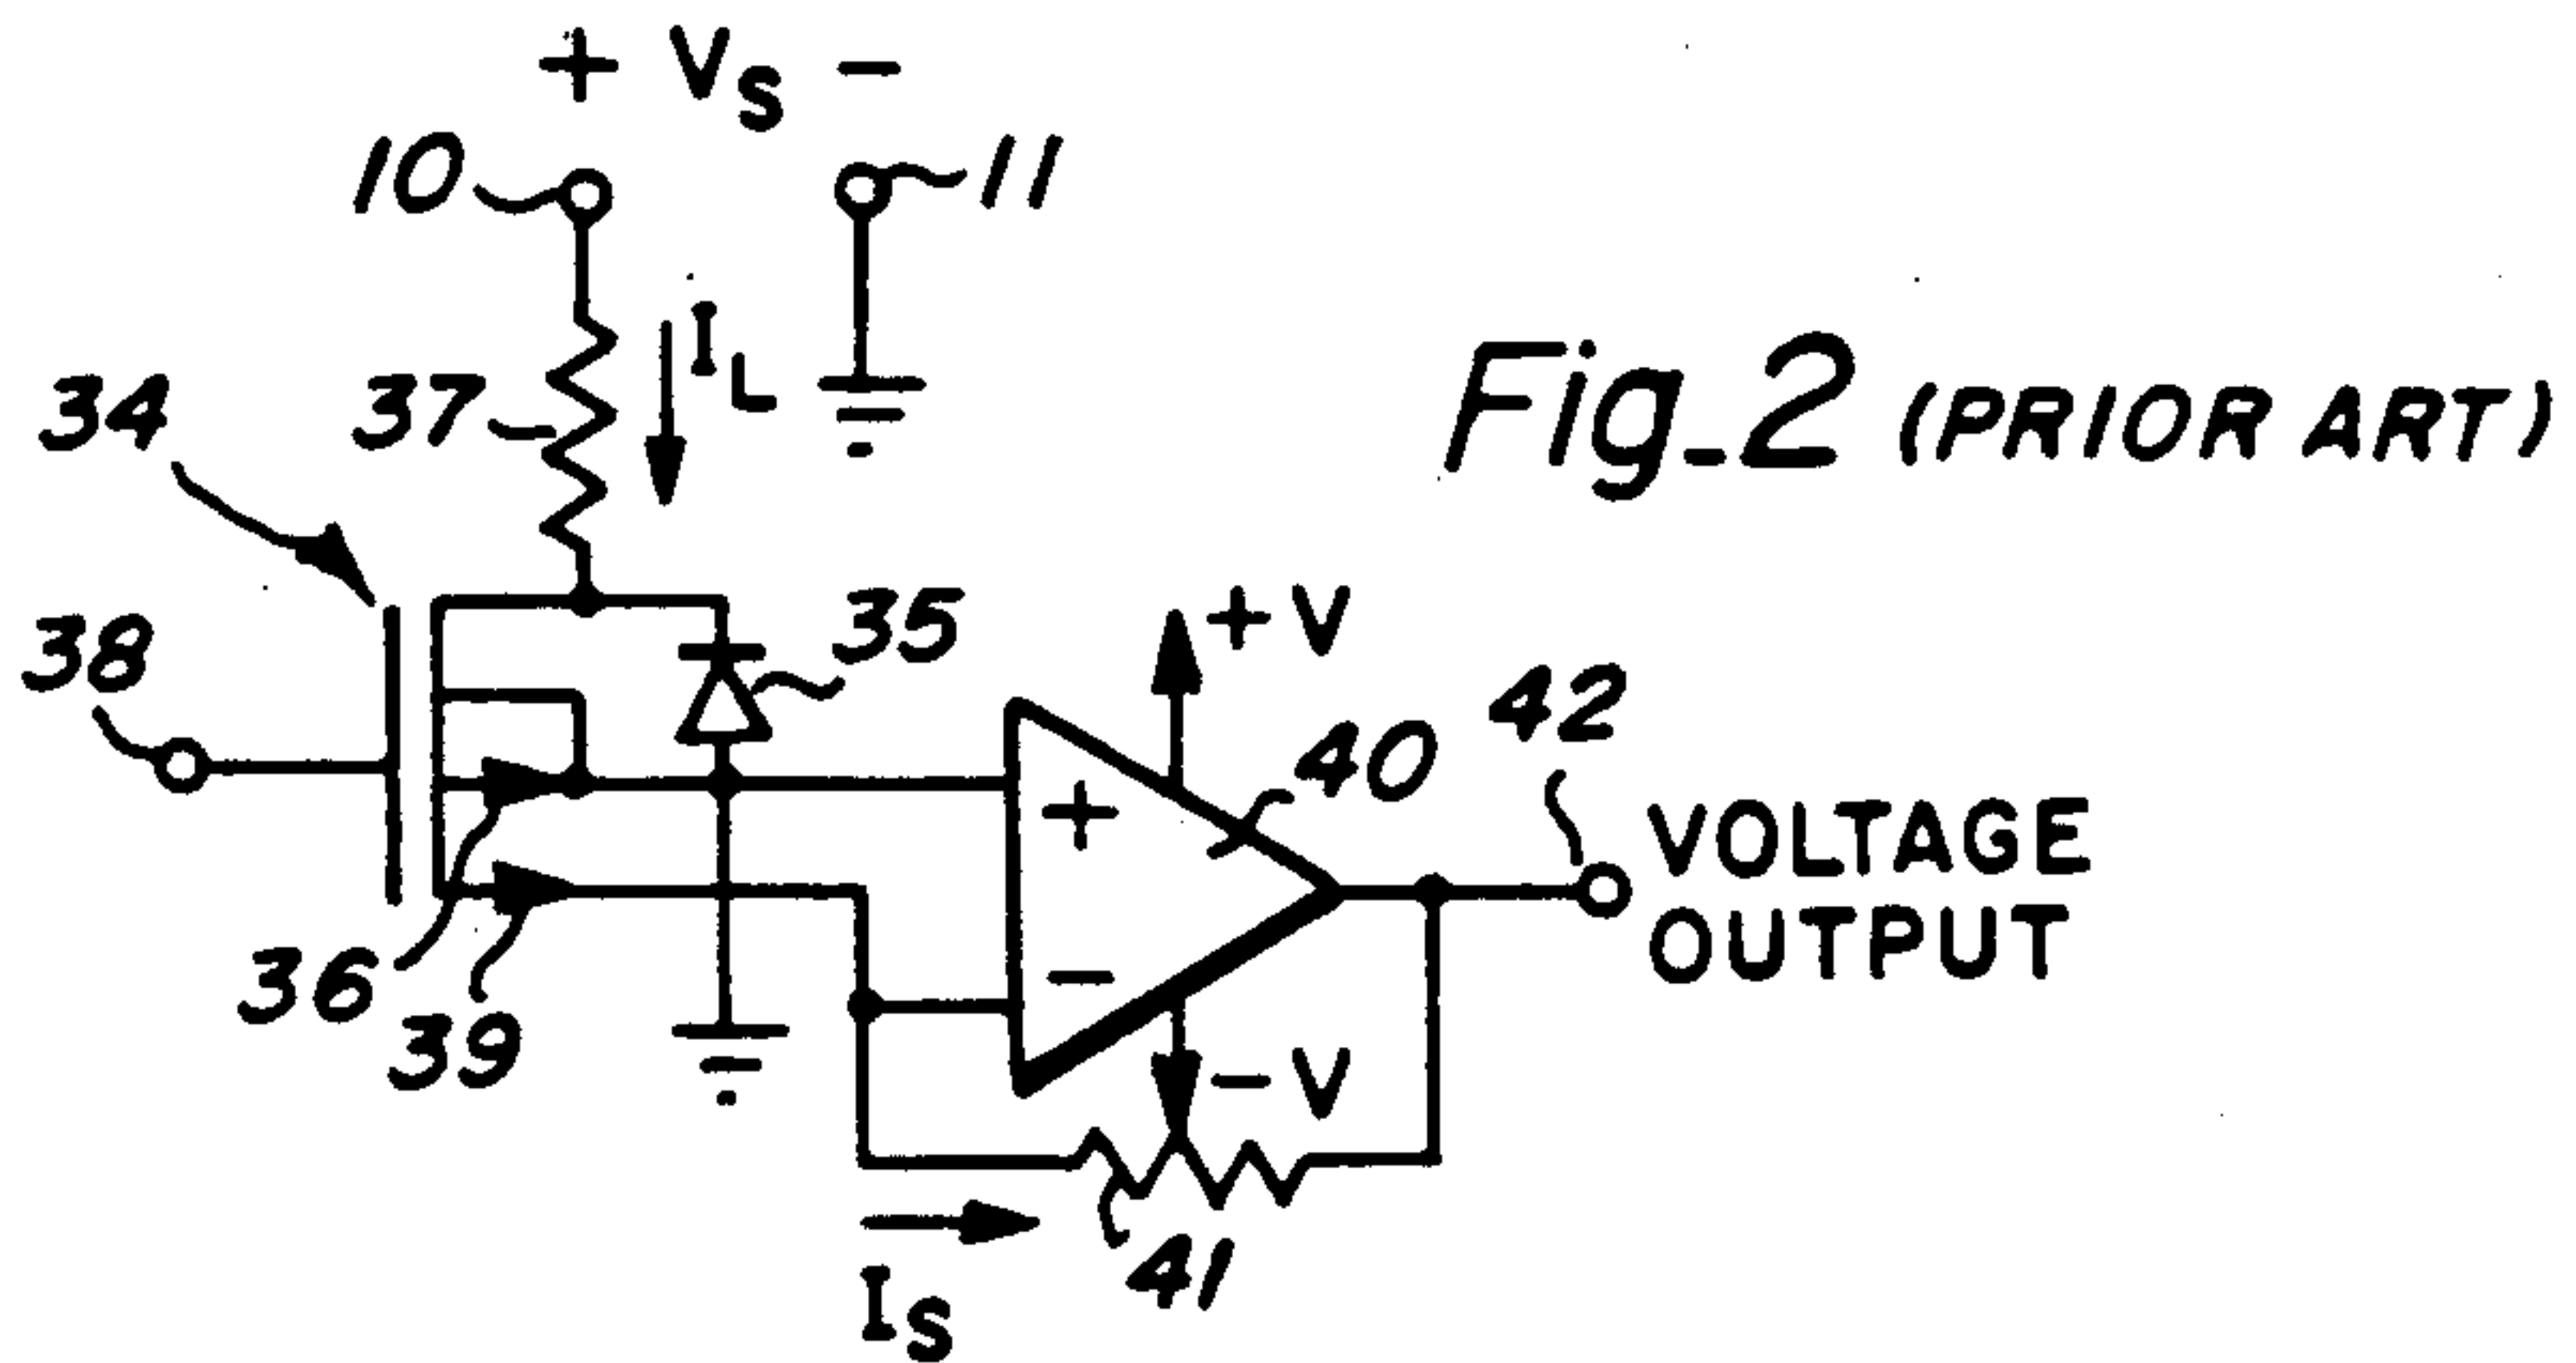 + Vs -
10
11
IL
37
34
Fig_2 (PRIOR ART)
38
35
+V
40
42
VOLTAGE
OUTPUT
+
-
36
39
-V
41
Is